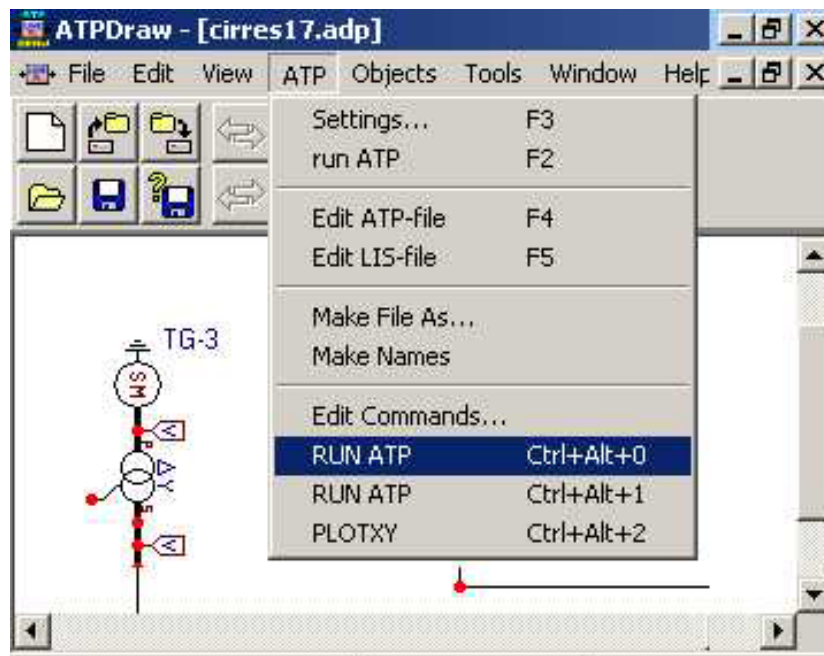 ATPDraw - [cirres17.adp]
File Edit View ATP Objects Tools Window Help
Settings... F3
run ATP F2
Edit ATP-file F4
Edit LIS-file F5
Make File As...
Make Names
Edit Commands...
RUN ATP Ctrl+Alt+0
RUN ATP Ctrl+Alt+1
PLOTXY Ctrl+Alt+2
TG-3
SM
V
P
Y
S
V